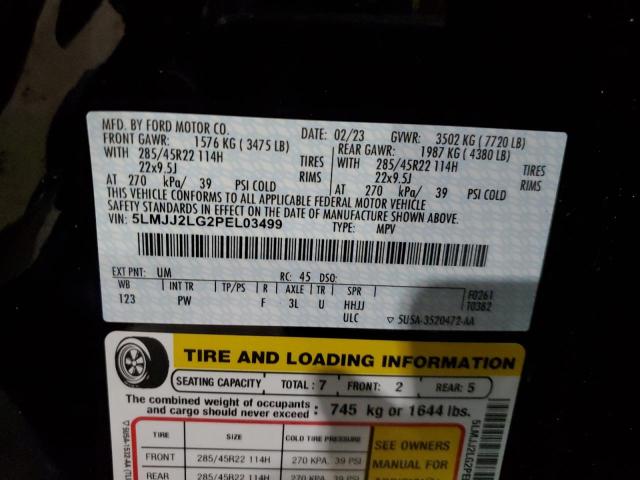 MFD. BY FORD MOTOR CO. DATE: 02/23 GVWR: 3502 KG ( 7720 LB)
FRONT GAWR: 1576 KG ( 3475 LB) REAR GAWR: 1987 KG ( 4380 LB)
WITH 285/45R22 114H TIRES WITH 285/45R22 114H TIRES
22x9.5J RIMS 22x9.5J RIMS
AT 270 kPa/ 39 PSI COLD AT 270 kPa/ 39 PSI COLD
THIS VEHICLE CONFORMS TO ALL APPLICABLE FEDERAL MOTOR VEHICLE
SAFETY STANDARDS IN EFFECT ON THE DATE OF MANUFACTURE SHOWN ABOVE.
VIN: 5LMJJ2LG2PEL03499 TYPE: MPV
EXT PNT: UM RC: 45 DSO:
WB INT TR TP/PS R AXLE TR SPR F0261
123 PW F 3L U HHJJ T0382
ULC ▽ 5U5A-3520472-AA
TIRE AND LOADING INFORMATION
SEATING CAPACITY TOTAL : 7 FRONT: 2 REAR: 5
The combined weight of occupants
and cargo should never exceed : 745 kg or 1644 lbs.
TIRE SIZE COLD TIRE PRESSURE SEE OWNERS
FRONT 285/45R22 114H 270 KPA, 39 PSI MANUAL FOR
REAR 285/45R22 114H 270 KPA, 39 PSI
5LMJJ2LG2PE